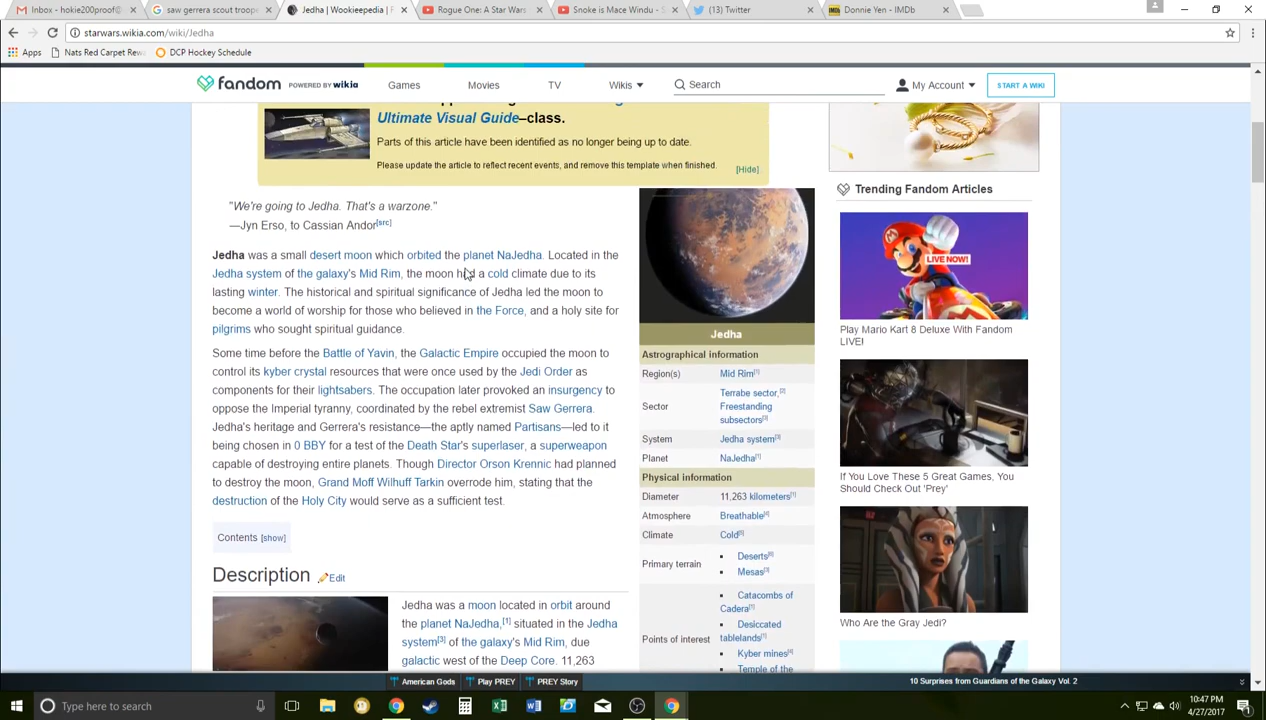 Inbox - hokie200proof@
saw gerrera scout troope
Jedha | Wookieepedia | F
Rogue One: A Star Wars
Snoke is Mace Windu - S
(13) Twitter
Donnie Yen - IMDb
starwars.wikia.com/wiki/Jedha
Apps
Nats Red Carpet Rew
DCP Hockey Schedule
fandom POWERED BY wikia
Games
Movies
TV
Wikis
Search
My Account
START A WIKI
Ultimate Visual Guide–class.
Parts of this article have been identified as no longer being up to date.
Please update the article to reflect recent events, and remove this template when finished.
[Hide]
"We're going to Jedha. That's a warzone."
―Jyn Erso, to Cassian Andor[src]
Jedha was a small desert moon which orbited the planet NaJedha. Located in the
Jedha system of the galaxy's Mid Rim, the moon had a cold climate due to its
lasting winter. The historical and spiritual significance of Jedha led the moon to
become a world of worship for those who believed in the Force, and a holy site for
pilgrims who sought spiritual guidance.
Some time before the Battle of Yavin, the Galactic Empire occupied the moon to
control its kyber crystal resources that were once used by the Jedi Order as
components for their lightsabers. The occupation later provoked an insurgency to
oppose the Imperial tyranny, coordinated by the rebel extremist Saw Gerrera.
Jedha's heritage and Gerrera's resistance—the aptly named Partisans—led to it
being chosen in 0 BBY for a test of the Death Star's superlaser, a superweapon
capable of destroying entire planets. Though Director Orson Krennic had planned
to destroy the moon, Grand Moff Wilhuff Tarkin overrode him, stating that the
destruction of the Holy City would serve as a sufficient test.
Contents [show]
Description
Edit
Jedha was a moon located in orbit around
the planet NaJedha,[1] situated in the Jedha
system[3] of the galaxy's Mid Rim, due
galactic west of the Deep Core. 11,263
Jedha
Astrographical information
Region(s)
Mid Rim[1]
Sector
Terrabe sector,[2]
Freestanding
subsectors[3]
System
Jedha system[3]
Planet
NaJedha[1]
Physical information
Diameter
11,263 kilometers[1]
Atmosphere
Breathable[4]
Climate
Cold[5]
Primary terrain
Deserts[6]
Mesas[3]
Points of interest
Catacombs of
Cadera[1]
Desiccated
tablelands[1]
Kyber mines[4]
Temple of the
Trending Fandom Articles
LIVE NOW!
Play Mario Kart 8 Deluxe With Fandom
LIVE!
If You Love These 5 Great Games, You
Should Check Out 'Prey'
Who Are the Gray Jedi?
American Gods
Play PREY
PREY Story
10 Surprises from Guardians of the Galaxy Vol. 2
Type here to search
10:47 PM
4/27/2017